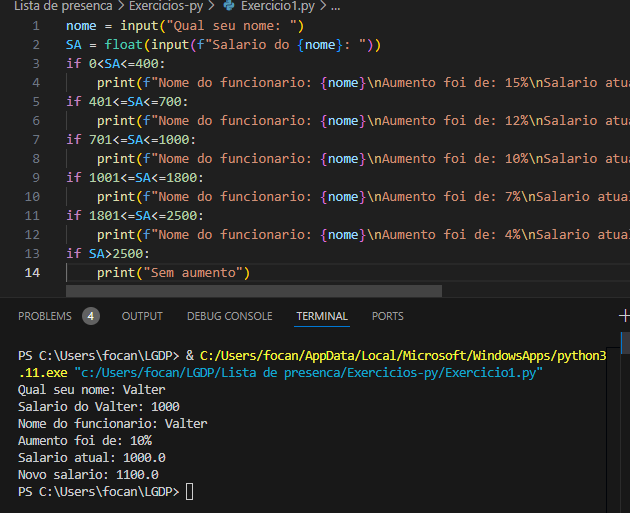 Lista de presenca > Exercicios-py > Exercicio1.py > ...
1 nome = input("Qual seu nome: ")
2 SA = float(input(f"Salario do {nome}: "))
3 if 0<SA<=400:
4 print(f"Nome do funcionario: {nome}\nAumento foi de: 15%\nSalario atua
5 if 401<=SA<=700:
6 print(f"Nome do funcionario: {nome}\nAumento foi de: 12%\nSalario atua
7 if 701<=SA<=1000:
8 print(f"Nome do funcionario: {nome}\nAumento foi de: 10%\nSalario atua
9 if 1001<=SA<=1800:
10 print(f"Nome do funcionario: {nome}\nAumento foi de: 7%\nSalario atual
11 if 1801<=SA<=2500:
12 print(f"Nome do funcionario: {nome}\nAumento foi de: 4%\nSalario atual
13 if SA>2500:
14 print("Sem aumento")
PROBLEMS 4 OUTPUT DEBUG CONSOLE TERMINAL PORTS
PS C:\Users\focan\LGDP> & C:/Users/focan/AppData/Local/Microsoft/WindowsApps/python3
.11.exe "c:/Users/focan/LGDP/Lista de presenca/Exercicios-py/Exercicio1.py"
Qual seu nome: Valter
Salario do Valter: 1000
Nome do funcionario: Valter
Aumento foi de: 10%
Salario atual: 1000.0
Novo salario: 1100.0
PS C:\Users\focan\LGDP>